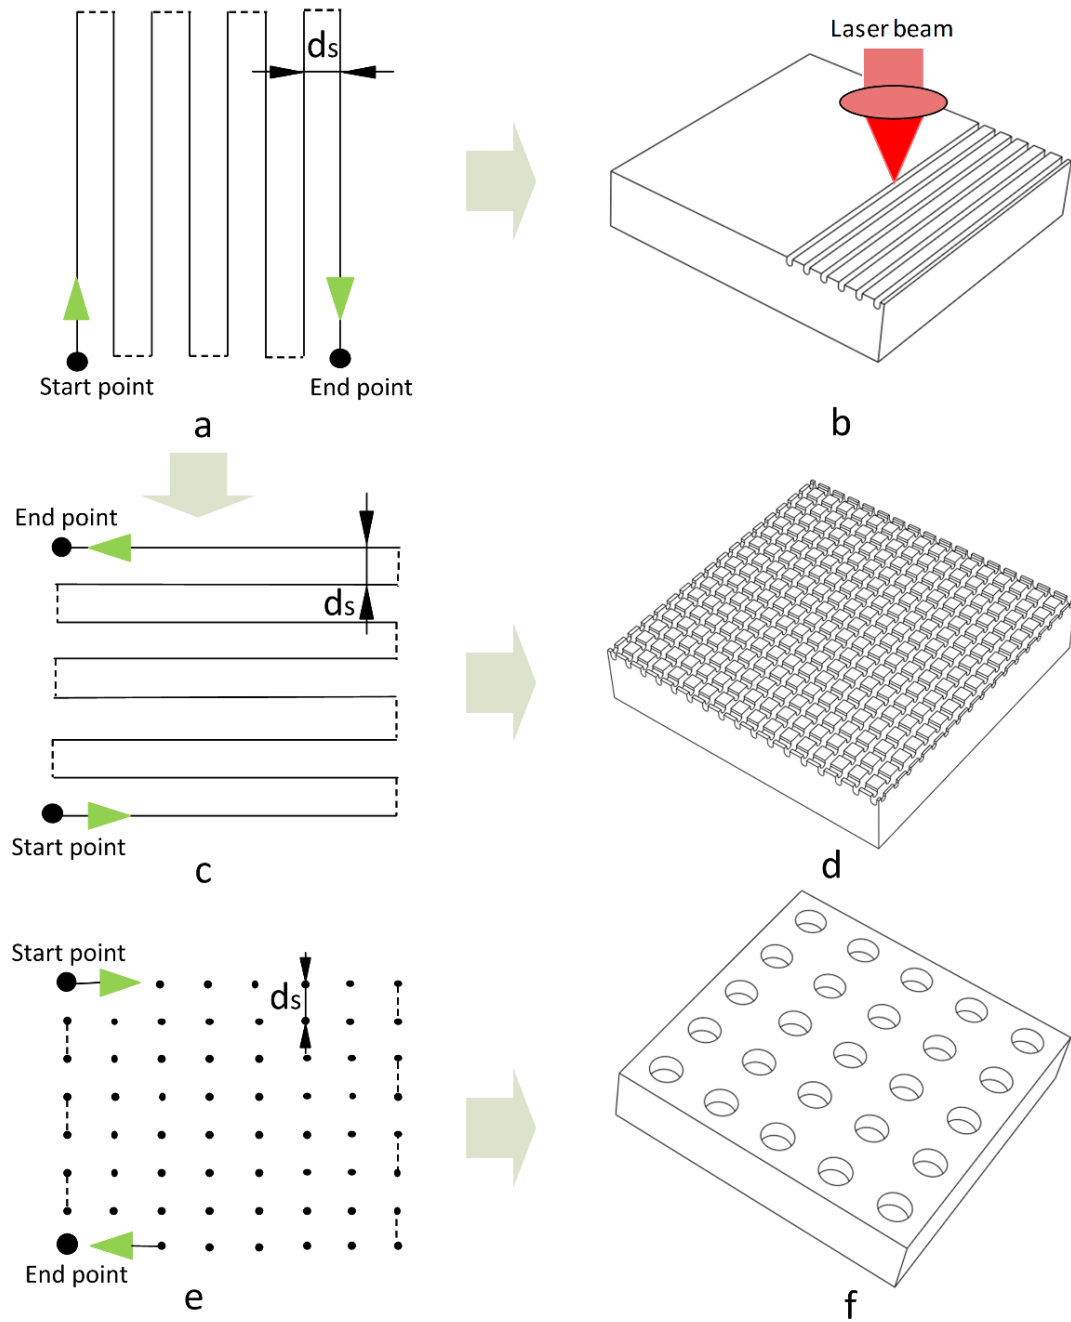 Laser beam
ds
Start point
End point
a
b
End point
ds
Start point
c
d
Start point
ds
End point
e
f